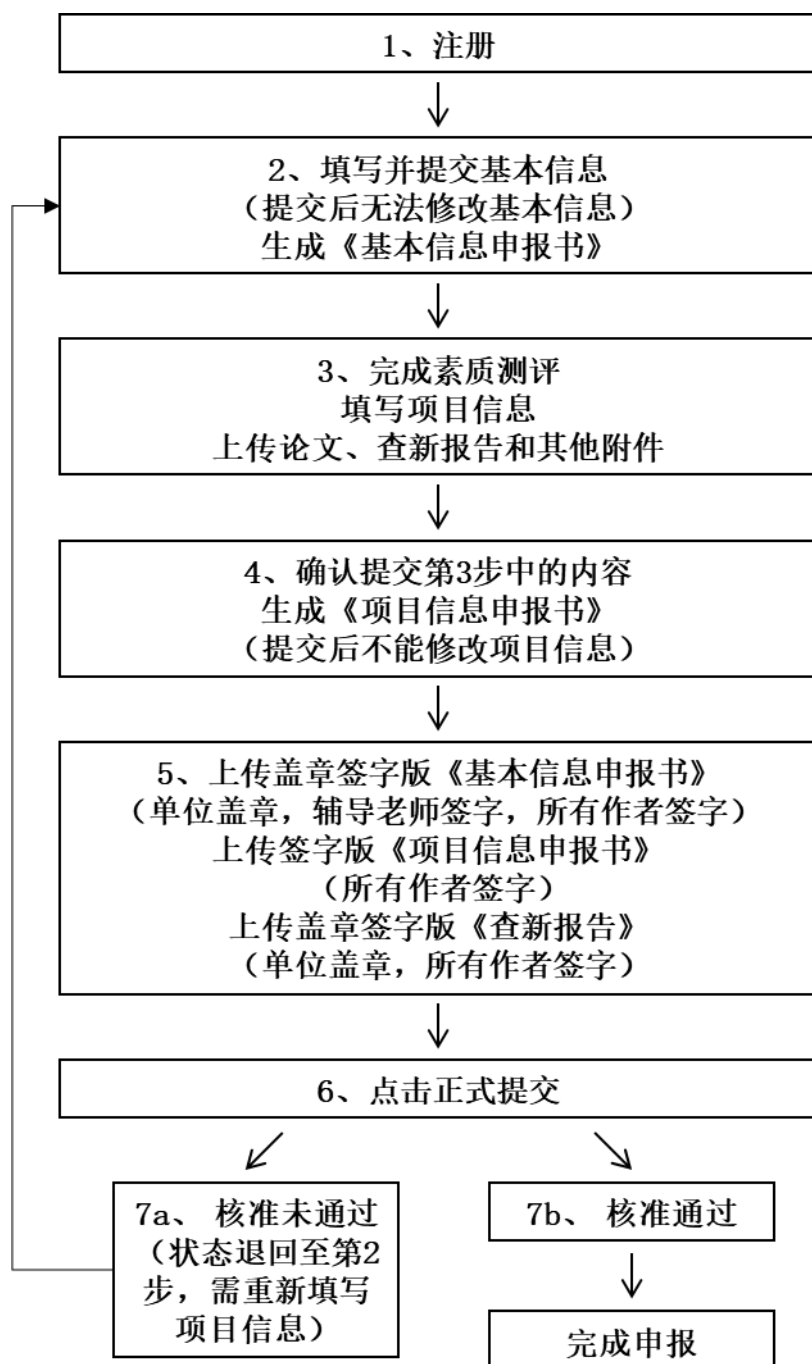 1、注册
2、填写并提交基本信息
（提交后无法修改基本信息）
生成《基本信息申报书》
3、完成素质测评
填写项目信息
上传论文、查新报告和其他附件
4、确认提交第3步中的内容
生成《项目信息申报书》
（提交后不能修改项目信息）
5、上传盖章签字版《基本信息申报书》
（单位盖章，辅导老师签字，所有作者签字）
上传签字版《项目信息申报书》
（所有作者签字）
上传盖章签字版《查新报告》
（单位盖章，所有作者签字）
6、点击正式提交
7a、 核准未通过
（状态退回至第2
步，需重新填写
项目信息）
7b、 核准通过
完成申报